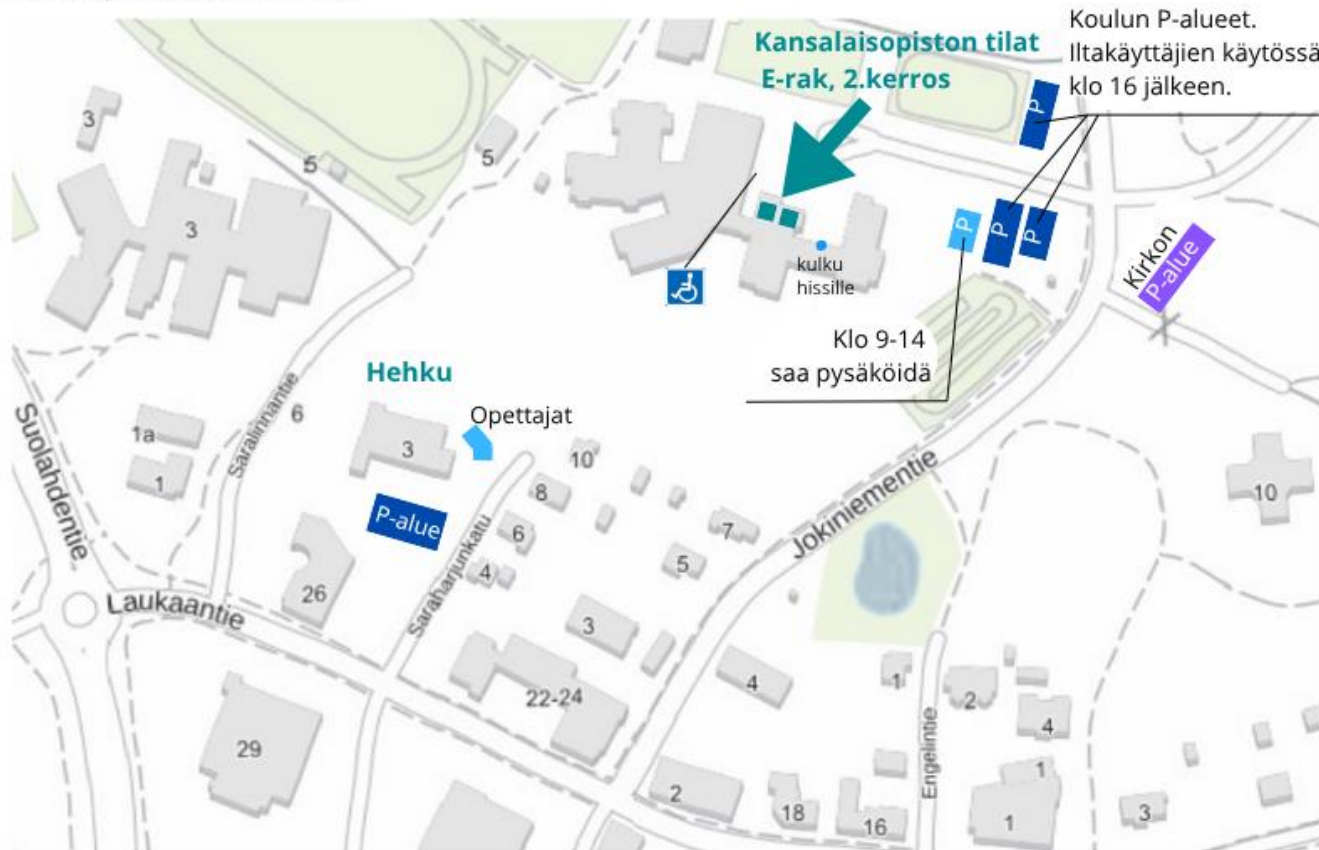 Koulun P-alueet.
Iltakäyttäjien käytössä
klo 16 jälkeen.
Kansalaisopiston tilat
E-rak, 2.kerros
P
3
5
5
3
P
P
P
Kirkon
P-alue
kulku
hissille
Klo 9-14
saa pysäköidä
Hehku
Opettajat
Saralinnantie
6
1a
1
3
10
8
6
4
P-alue
Suolahdentie
Saraharjunkatu
7
5
Jokiniementie
10
26
Laukaantie
3
22-24
4
1
2
4
29
Engelintie
2
18
16
1
1
3